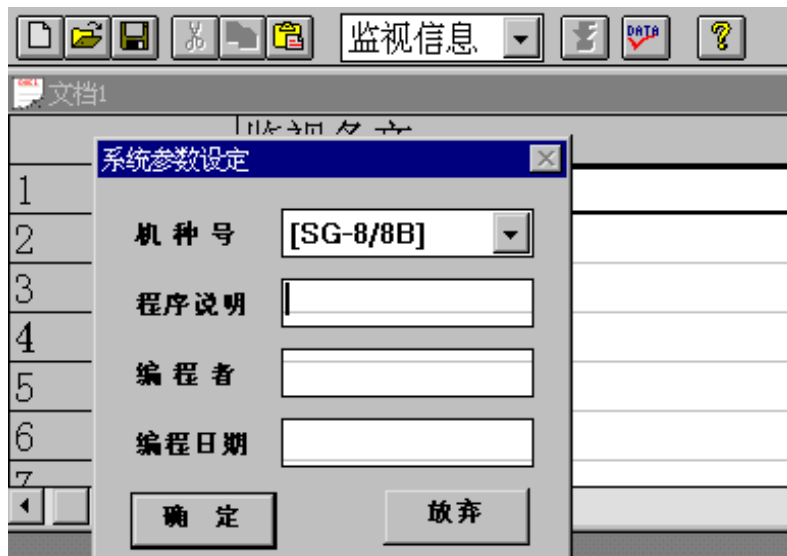 监视信息
DATA
?
文档1
系统参数设定
1
机 种 号 [SG-8/8B]
2
3
程序说明
4
编 程 者
5
6
编程日期
7
确 定
放弃